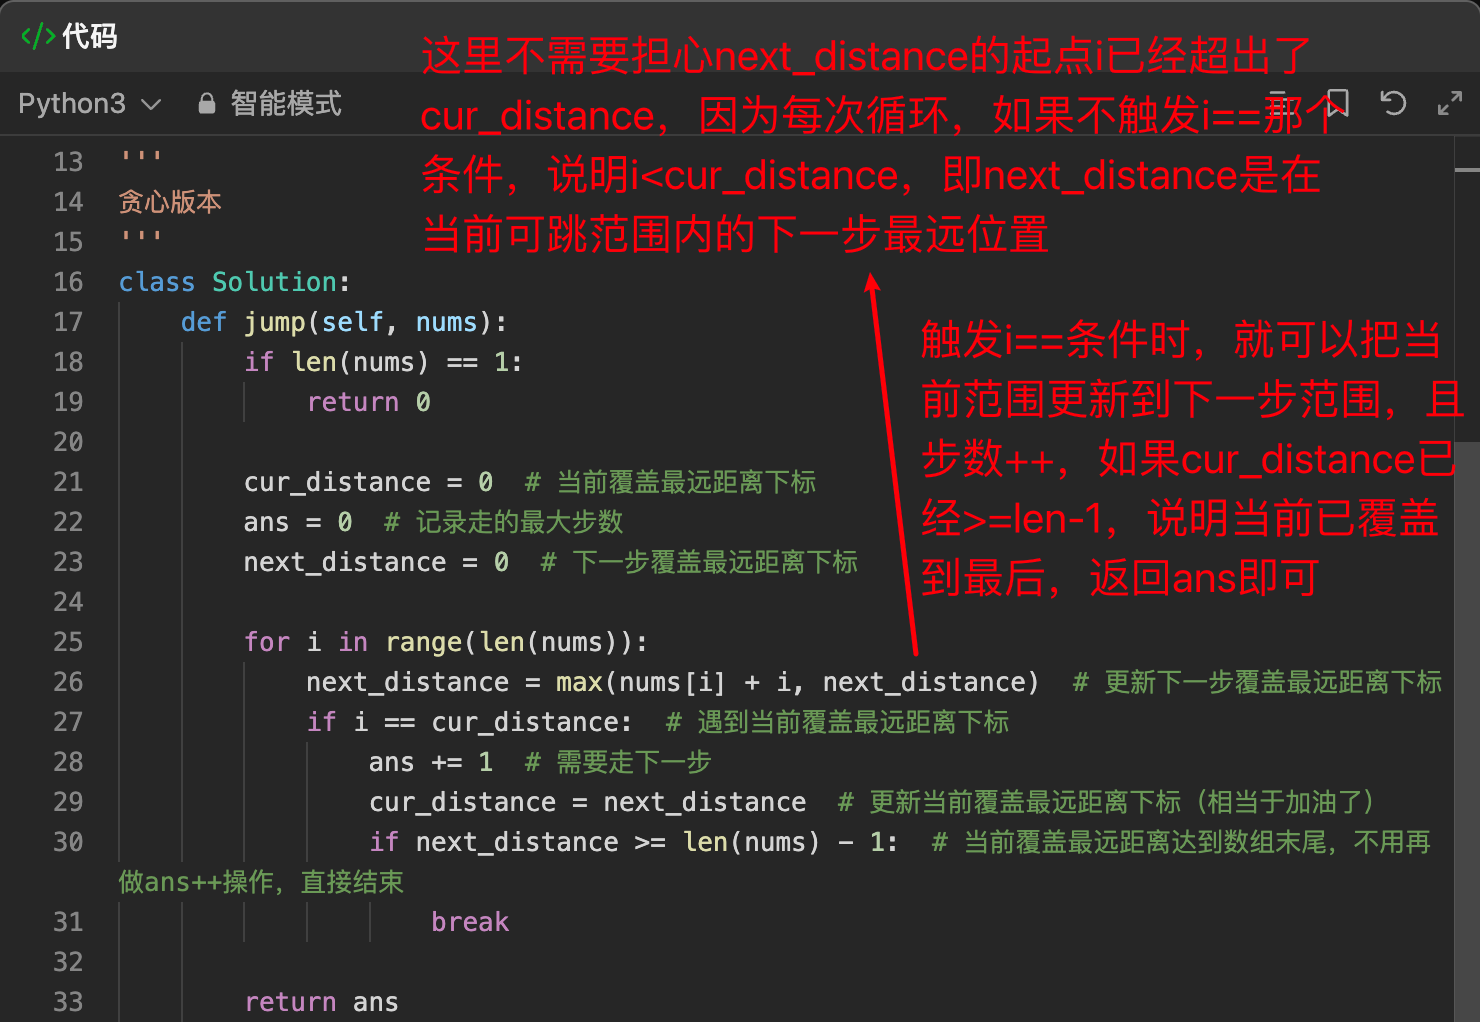 </> 代码
这里不需要担心next_distance的起点i已经超出了
cur_distance，因为每次循环，如果不触发i==那个
条件，说明i<cur_distance，即next_distance是在
当前可跳范围内的下一步最远位置
Python3 智能模式
触发i==条件时，就可以把当
前范围更新到下一步范围，且
步数++，如果cur_distance已
经>=len-1，说明当前已覆盖
到最后，返回ans即可
13 '''
14 贪心版本
15 '''
16 class Solution:
17 def jump(self, nums):
18 if len(nums) == 1:
19 return 0
20
21 cur_distance = 0 # 当前覆盖最远距离下标
22 ans = 0 # 记录走的最大步数
23 next_distance = 0 # 下一步覆盖最远距离下标
24
25 for i in range(len(nums)):
26 next_distance = max(nums[i] + i, next_distance) # 更新下一步覆盖最远距离下标
27 if i == cur_distance: # 遇到当前覆盖最远距离下标
28 ans += 1 # 需要走下一步
29 cur_distance = next_distance # 更新当前覆盖最远距离下标（相当于加油了）
30 if next_distance >= len(nums) - 1: # 当前覆盖最远距离达到数组末尾，不用再
做ans++操作，直接结束
31 break
32
33 return ans